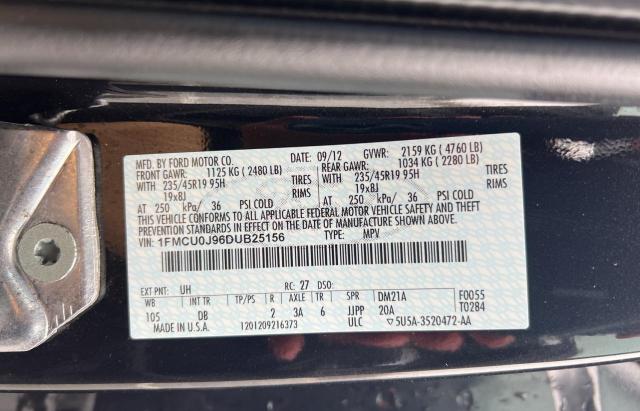 MFD. BY FORD MOTOR CO. DATE: 09/12 GVWR: 2159 KG ( 4760 LB)
FRONT GAWR: 1125 KG ( 2480 LB) REAR GAWR: 1034 KG ( 2280 LB)
WITH 235/45R19 95H TIRES WITH 235/45R19 95H TIRES
19x8J RIMS 19x8J RIMS
AT 250 kPa/ 36 PSI COLD AT 250 kPa/ 36 PSI COLD
THIS VEHICLE CONFORMS TO ALL APPLICABLE FEDERAL MOTOR VEHICLE SAFETY AND THEFT
PREVENTION STANDARDS IN EFFECT ON THE DATE OF MANUFACTURE SHOWN ABOVE.
VIN: 1FMCU0J96DUB25156 TYPE: MPV
EXT PNT: UH RC: 27 DSO: F0055
WB INT TR TP/PS R AXLE TR SPR DM21A T0284
105 DB 2 3A 6 JJPP 20A
MADE IN U.S.A. 1201209216373 ULC 5U5A-3520472-AA